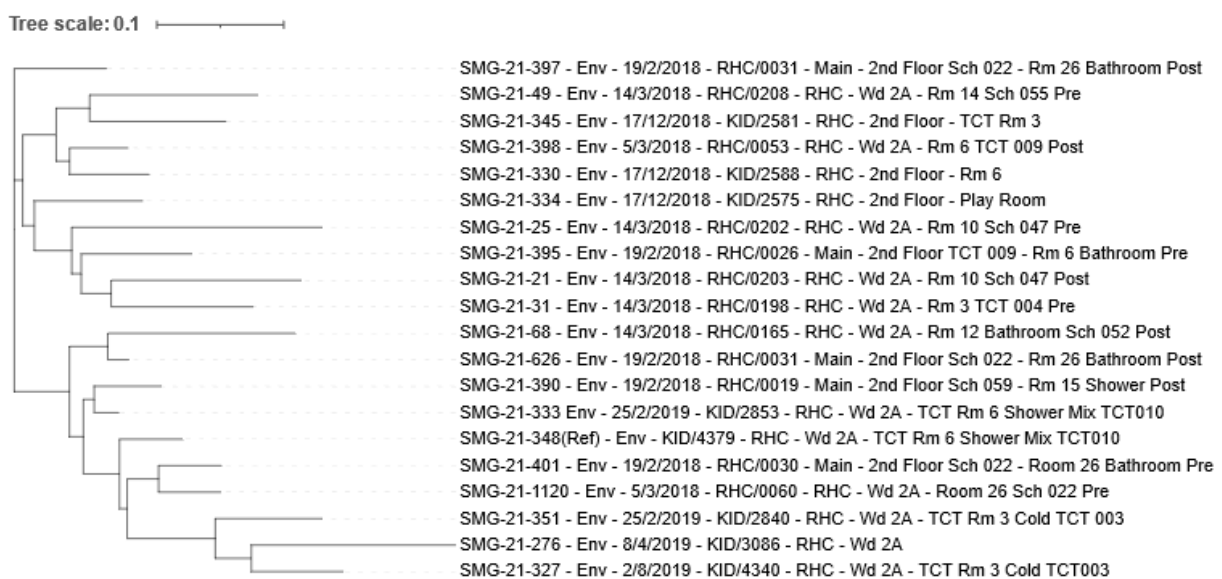 Tree scale: 0.1
SMG-21-397 - Env - 19/2/2018 - RHC/0031 - Main - 2nd Floor Sch 022 - Rm 26 Bathroom Post
SMG-21-49 - Env - 14/3/2018 - RHC/0208 - RHC - Wd 2A - Rm 14 Sch 055 Pre
SMG-21-345 - Env - 17/12/2018 - KID/2581 - RHC - 2nd Floor - TCT Rm 3
SMG-21-398 - Env - 5/3/2018 - RHC/0053 - RHC - Wd 2A - Rm 6 TCT 009 Post
SMG-21-330 - Env - 17/12/2018 - KID/2588 - RHC - 2nd Floor - Rm 6
SMG-21-334 - Env - 17/12/2018 - KID/2575 - RHC - 2nd Floor - Play Room
SMG-21-25 - Env - 14/3/2018 - RHC/0202 - RHC - Wd 2A - Rm 10 Sch 047 Pre
SMG-21-395 - Env - 19/2/2018 - RHC/0026 - Main - 2nd Floor TCT 009 - Rm 6 Bathroom Pre
SMG-21-21 - Env - 14/3/2018 - RHC/0203 - RHC - Wd 2A - Rm 10 Sch 047 Post
SMG-21-31 - Env - 14/3/2018 - RHC/0198 - RHC - Wd 2A - Rm 3 TCT 004 Pre
SMG-21-68 - Env - 14/3/2018 - RHC/0165 - RHC - Wd 2A - Rm 12 Bathroom Sch 052 Post
SMG-21-626 - Env - 19/2/2018 - RHC/0031 - Main - 2nd Floor Sch 022 - Rm 26 Bathroom Post
SMG-21-390 - Env - 19/2/2018 - RHC/0019 - Main - 2nd Floor Sch 059 - Rm 15 Shower Post
SMG-21-333 Env - 25/2/2019 - KID/2853 - RHC - Wd 2A - TCT Rm 6 Shower Mix TCT010
SMG-21-348(Ref) - Env - KID/4379 - RHC - Wd 2A - TCT Rm 6 Shower Mix TCT010
SMG-21-401 - Env - 19/2/2018 - RHC/0030 - Main - 2nd Floor Sch 022 - Room 26 Bathroom Pre
SMG-21-1120 - Env - 5/3/2018 - RHC/0060 - RHC - Wd 2A - Room 26 Sch 022 Pre
SMG-21-351 - Env - 25/2/2019 - KID/2840 - RHC - Wd 2A - TCT Rm 3 Cold TCT 003
SMG-21-276 - Env - 8/4/2019 - KID/3086 - RHC - Wd 2A
SMG-21-327 - Env - 2/8/2019 - KID/4340 - RHC - Wd 2A - TCT Rm 3 Cold TCT003